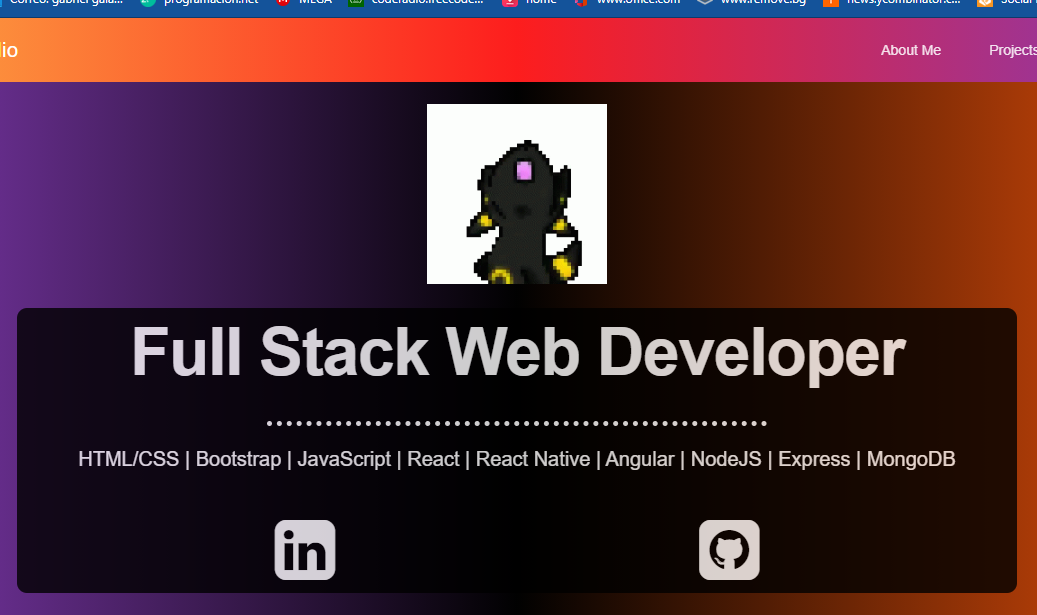 Correo: gabriel gala... programacion.net MEGA coderadio.freecode... home www.office.com www.remove.bg news.ycombinator.c...
io About Me Projects
Full Stack Web Developer
HTML/CSS | Bootstrap | JavaScript | React | React Native | Angular | NodeJS | Express | MongoDB
in